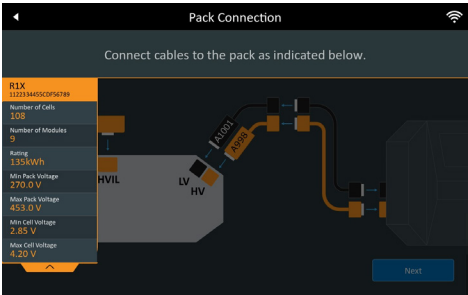 Pack Connection
Connect cables to the pack as indicated below.
R1X
1122334455CDF56789
Number of Cells
108
Number of Modules
9
Rating
135kWh
Min Pack Voltage
270.0 V
Max Pack Voltage
453.0 V
Min Cell Voltage
2.85 V
Max Cell Voltage
4.20 V
HVIL
LV
HV
A1001
A998
Next